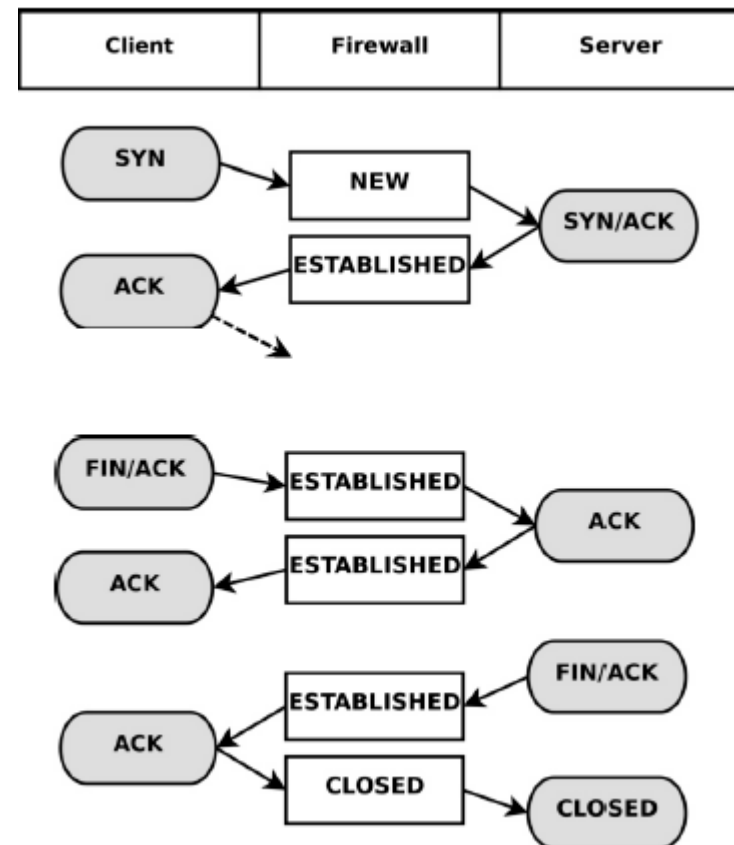 Client Firewall Server
SYN
NEW
SYN/ACK
ESTABLISHED
ACK
FIN/ACK
ESTABLISHED
ACK
ESTABLISHED
ACK
FIN/ACK
ESTABLISHED
ACK
CLOSED
CLOSED